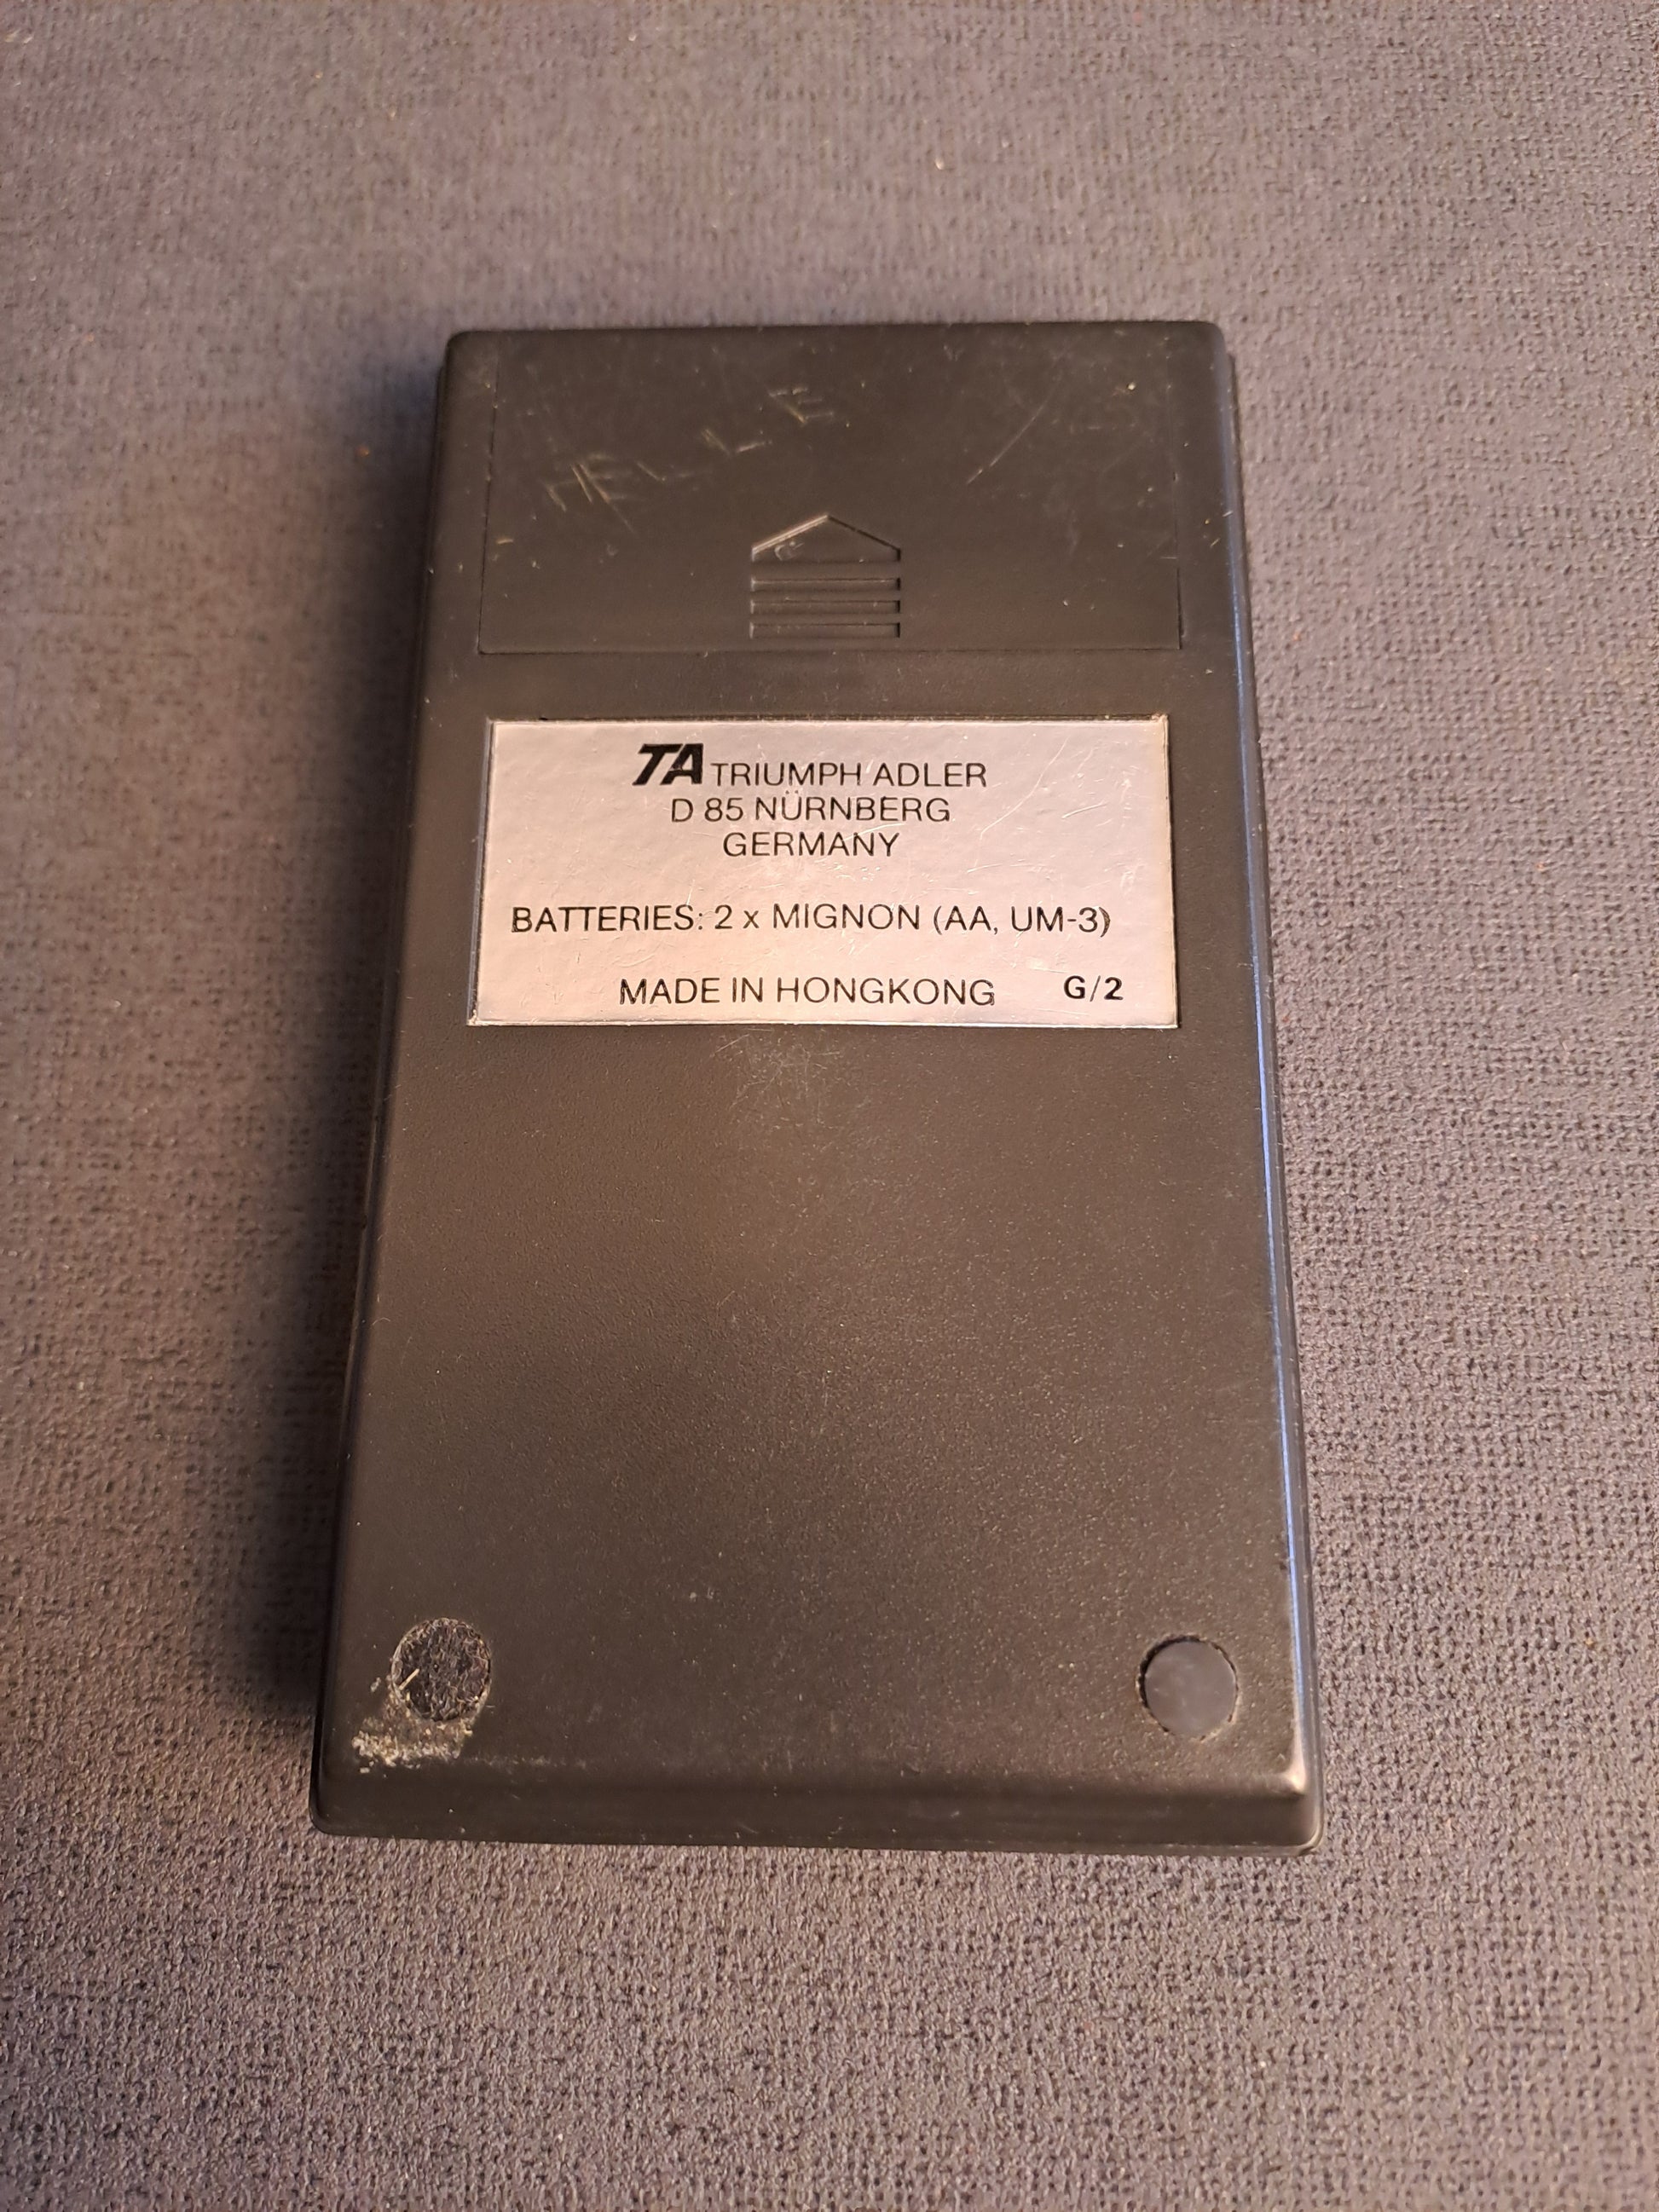 HELLE
TA TRIUMPH ADLER
D 85 NÜRNBERG
GERMANY
BATTERIES: 2 x MIGNON (AA, UM-3)
MADE IN HONGKONG G/2